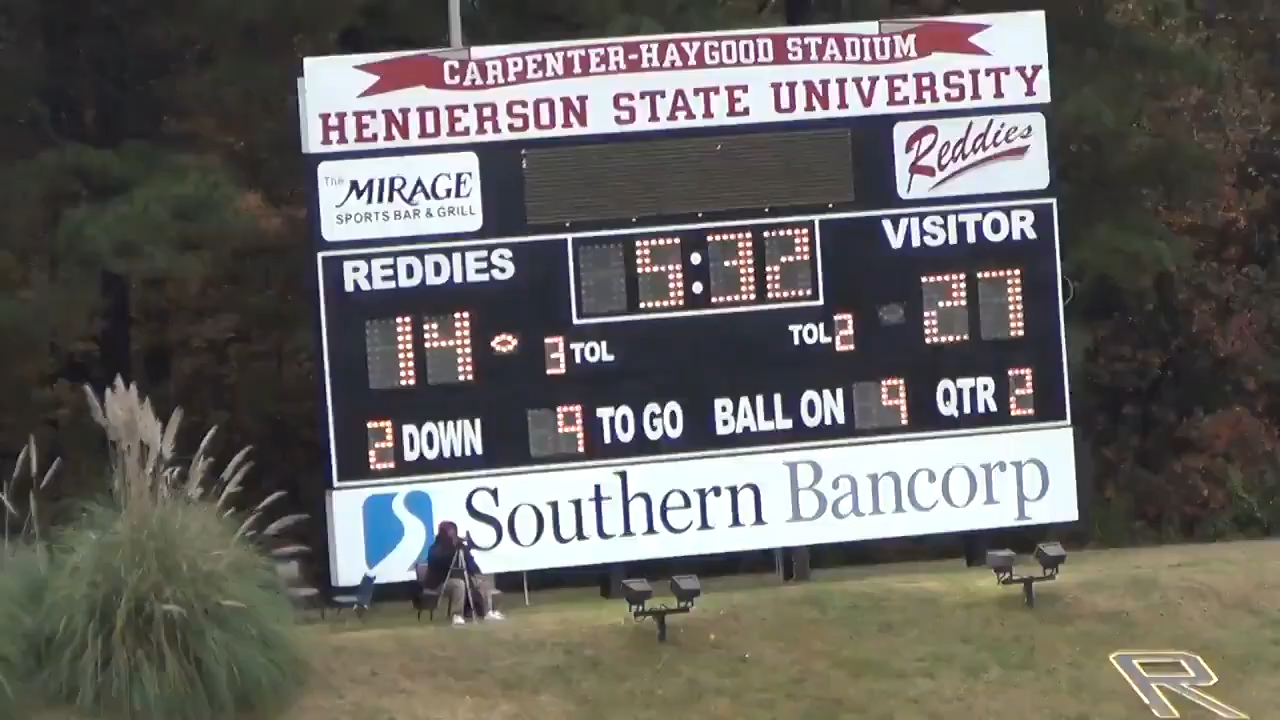 CARPENTER-HAYGOOD STADIUM
HENDERSON STATE UNIVERSITY
The MIRAGE
SPORTS BAR & GRILL
Reddies
REDDIES
5:32
VISITOR
14
3 TOL
TOL 2
27
2 DOWN
9 TO GO
BALL ON 9
QTR 2
Southern Bancorp
R